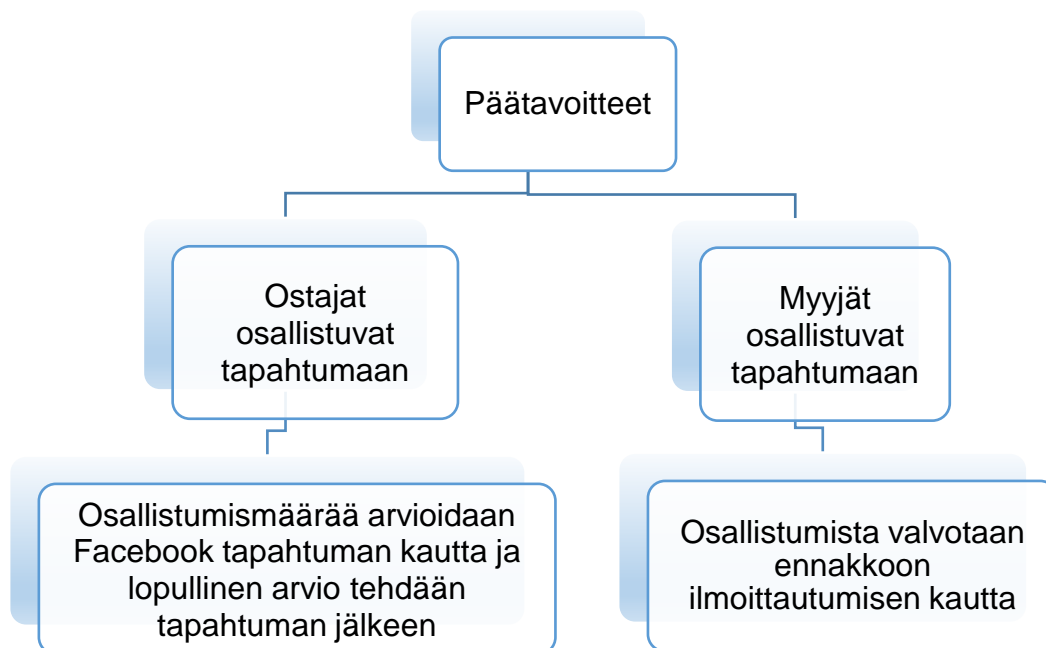 Päätavoitteet
Ostajat
osallistuvat
tapahtumaan
Myyjät
osallistuvat
tapahtumaan
Osallistumismäärää arvioidaan
Facebook tapahtuman kautta ja
lopullinen arvio tehdään
tapahtuman jälkeen
Osallistumista valvotaan
ennakkoon
ilmoittautumisen kautta